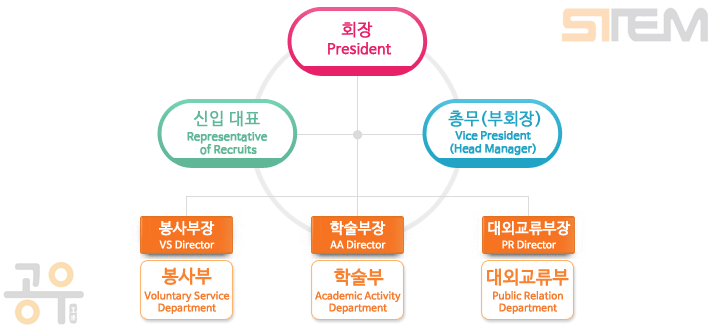 회장
President
STEM
신입 대표
Representative
of Recruits
총무(부회장)
Vice President
(Head Manager)
봉사부장
VS Director
학술부장
AA Director
대외교류부장
PR Director
봉사부
Voluntary Service
Department
학술부
Academic Activity
Department
대외교류부
Public Relation
Department
공우